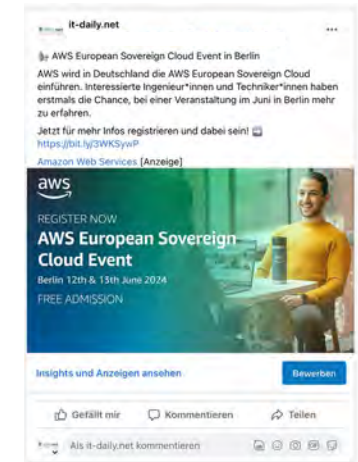 it-daily.net
AWS European Sovereign Cloud Event in Berlin
AWS wird in Deutschland die AWS European Sovereign Cloud
einführen. Interessierte Ingenieur*innen und Techniker*innen haben
erstmals die Chance, bei einer Veranstaltung im Juni in Berlin mehr
zu erfahren.
Jetzt für mehr Infos registrieren und dabei sein!
https://bit.ly/3WKSywP
Amazon Web Services [Anzeige]
aws
REGISTER NOW
AWS European Sovereign
Cloud Event
Berlin 12th & 13th June 2024
FREE ADMISSION
Insights und Anzeigen ansehen
Bewerben
Gefällt mir
Kommentieren
Teilen
Als it-daily.net kommentieren